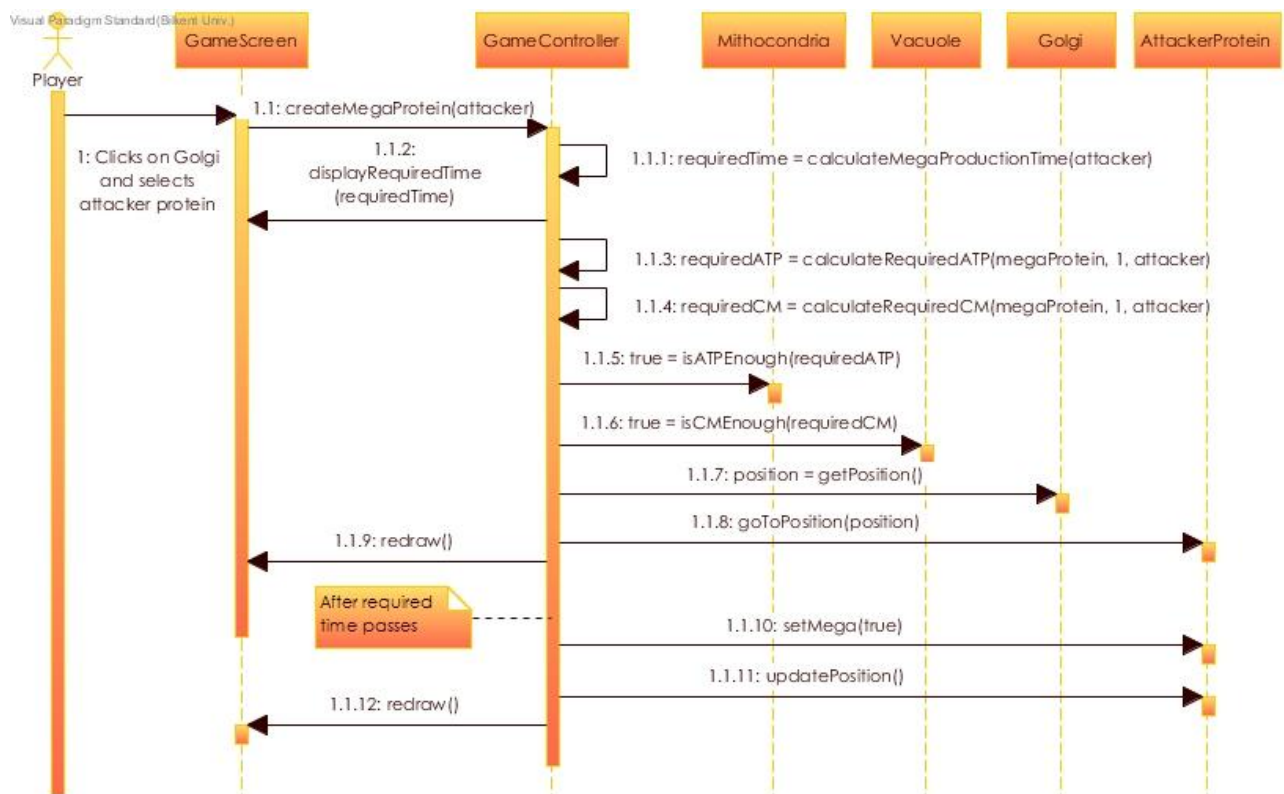 Visual Paradigm Standard(Bilkent Univ.)
Player
GameScreen
GameController
Mithocondria
Vacuole
Golgi
AttackerProtein
1: Clicks on Golgi
and selects
attacker protein
1.1: createMegaProtein(attacker)
1.1.1: requiredTime = calculateMegaProductionTime(attacker)
1.1.2:
displayRequiredTime
(requiredTime)
1.1.3: requiredATP = calculateRequiredATP(megaProtein, 1, attacker)
1.1.4: requiredCM = calculateRequiredCM(megaProtein, 1, attacker)
1.1.5: true = isATPEnough(requiredATP)
1.1.6: true = isCMEnough(requiredCM)
1.1.7: position = getPosition()
1.1.8: goToPosition(position)
1.1.9: redraw()
After required
time passes
1.1.10: setMega(true)
1.1.11: updatePosition()
1.1.12: redraw()